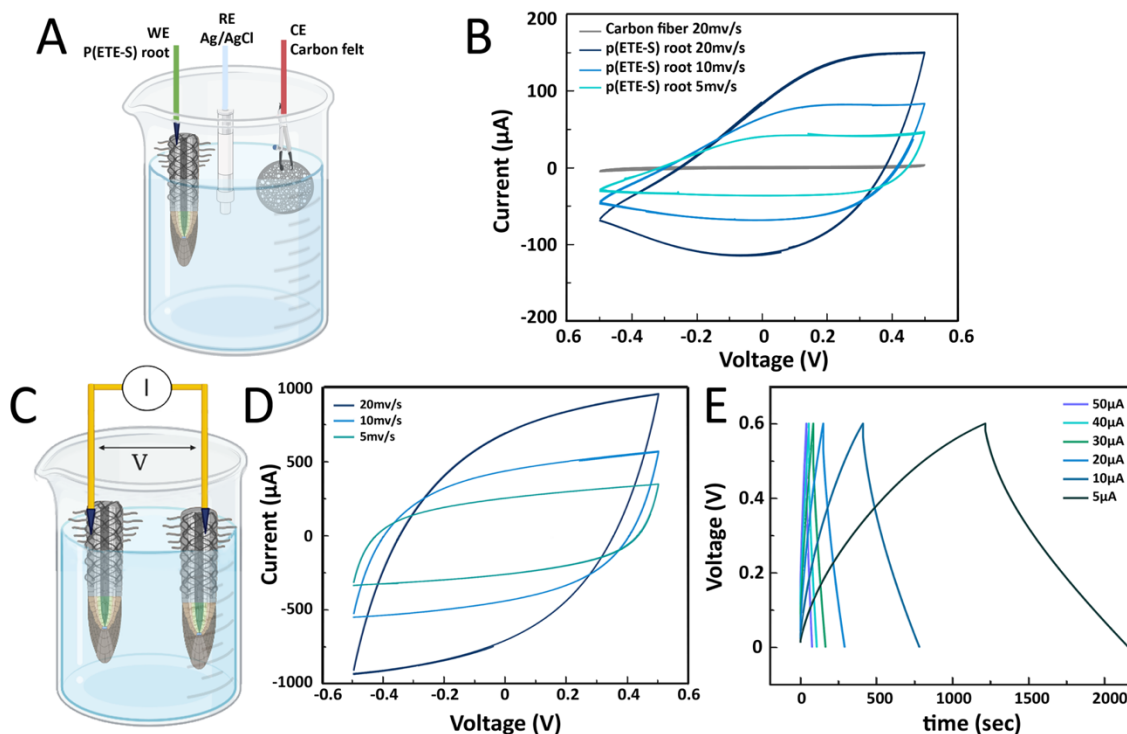 A
WE
P(ETE-S) root
RE
Ag/AgCl
CE
Carbon felt
B
Carbon fiber 20mv/s
p(ETE-S) root 20mv/s
p(ETE-S) root 10mv/s
p(ETE-S) root 5mv/s
Current (µA)
200
100
0
-100
-200
0.6 -0.4 -0.2 0 0.2 0.4 0.6
Voltage (V)
C
I
V
D
20mv/s
10mv/s
5mv/s
Current (µA)
1000
500
0
-500
-1000
-0.6 -0.4 -0.2 0 0.2 0.4 0.6
Voltage (V)
E
50µA
40µA
30µA
20µA
10µA
5µA
Voltage (V)
0.6
0.4
0.2
0
0 500 1000 1500 2000
time (sec)